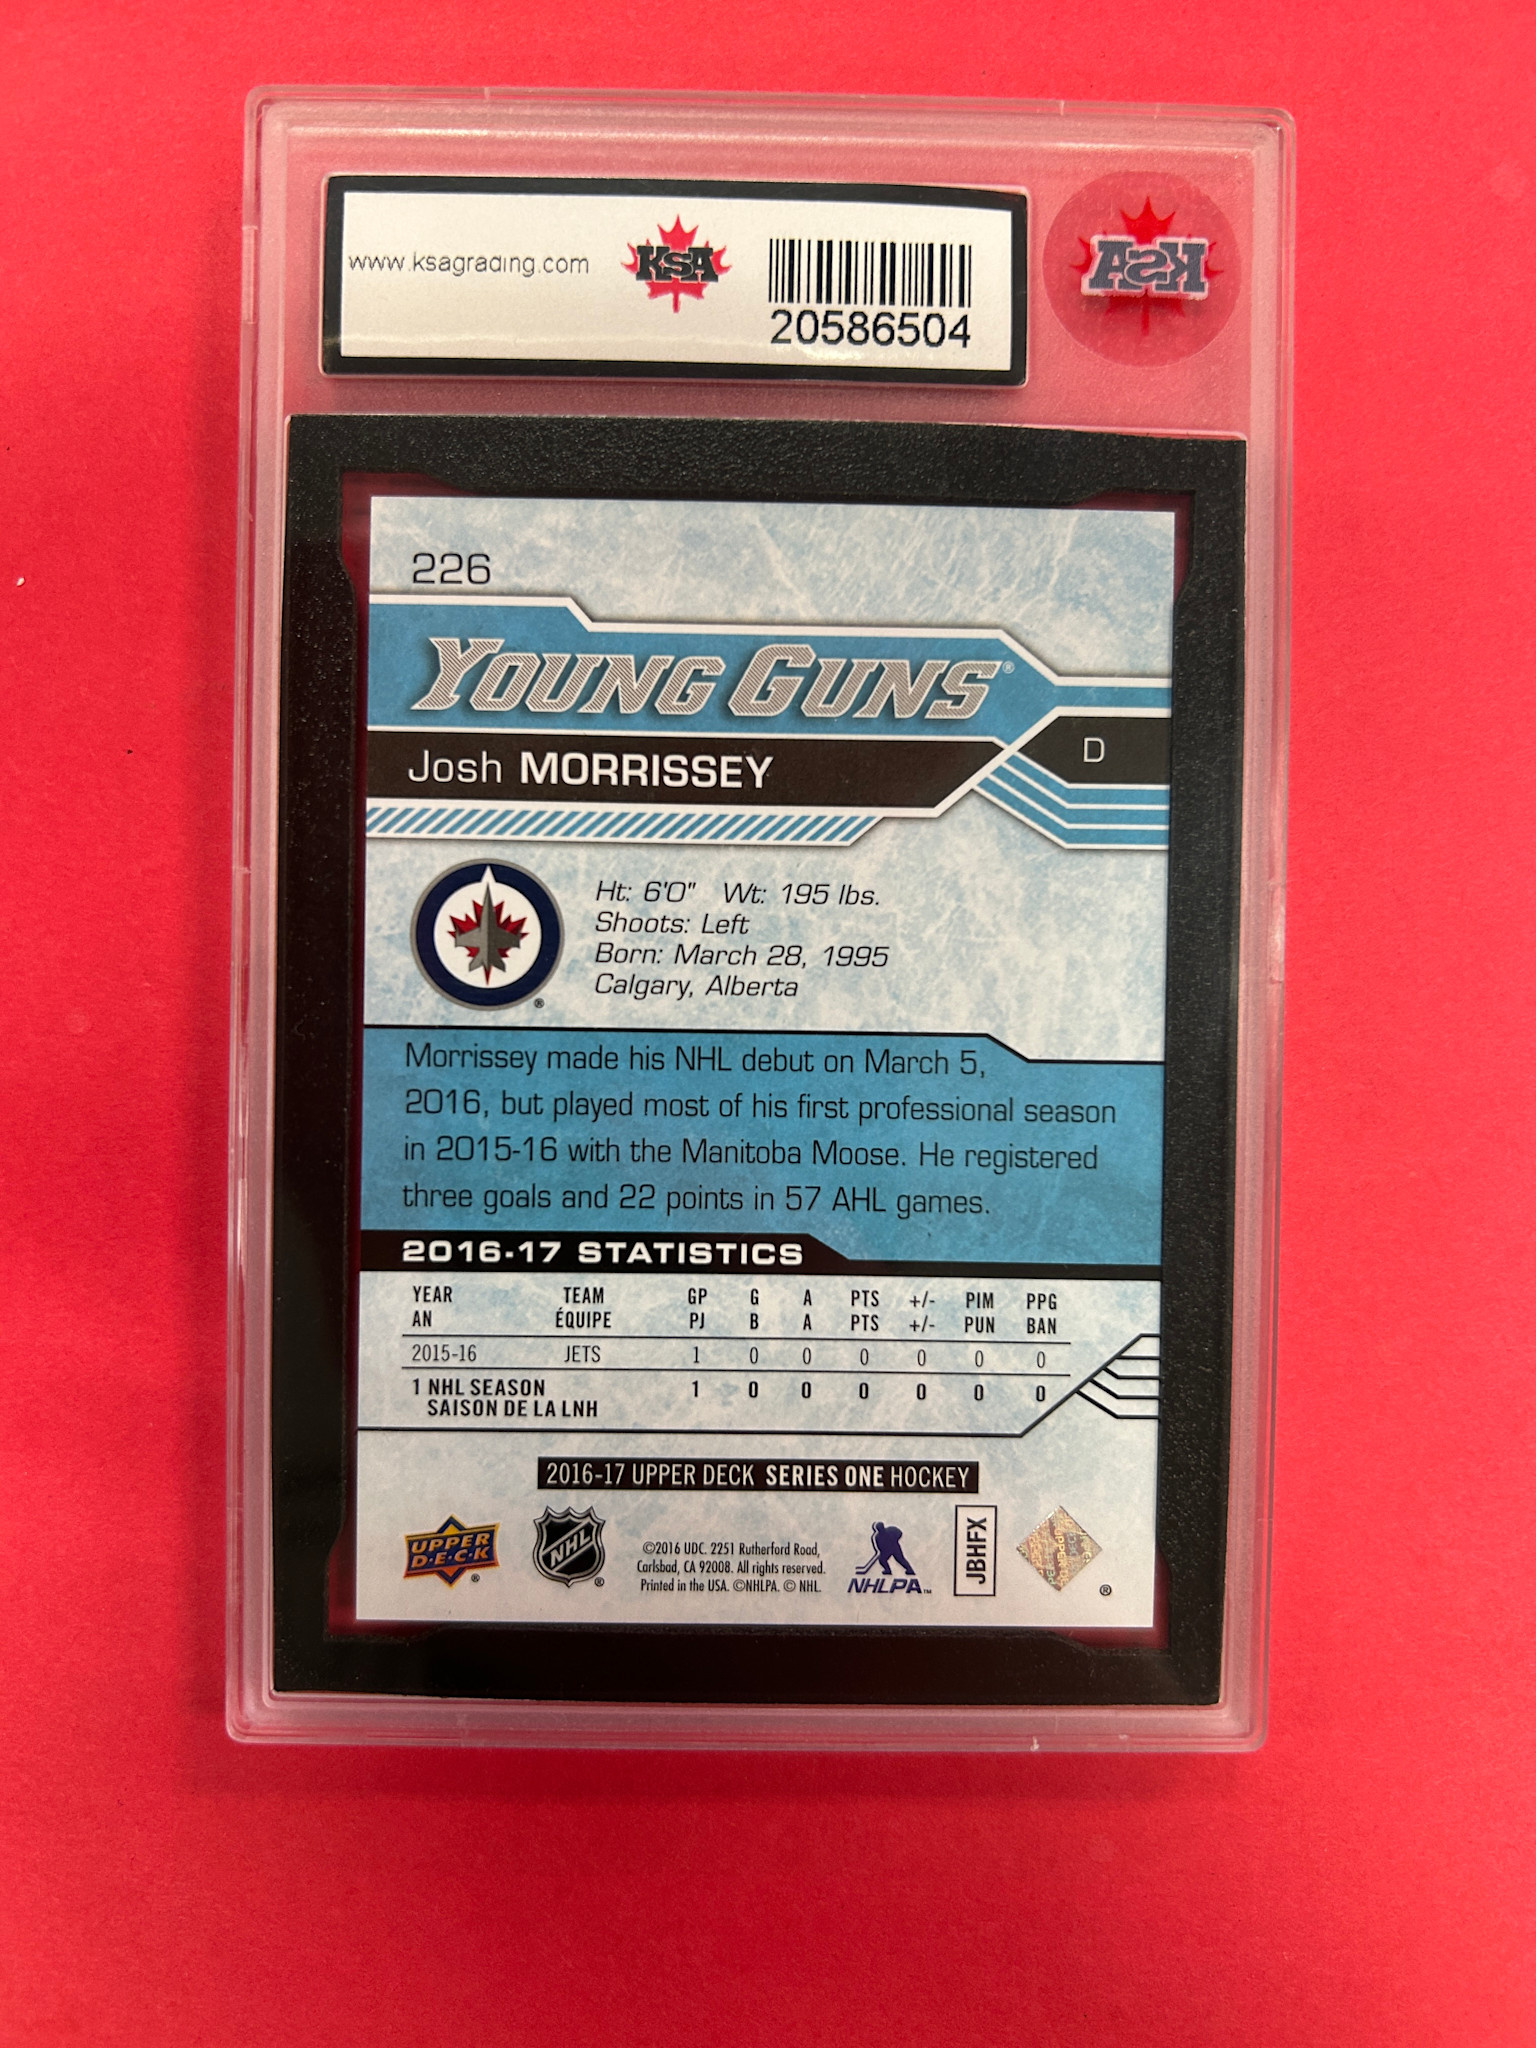 www.ksagrading.com
KSA
20586504
KSA
226
YOUNG GUNS®
Josh MORRISSEY
D
Ht: 6'0" Wt: 195 lbs.
Shoots: Left
Born: March 28, 1995
Calgary, Alberta
®
Morrissey made his NHL debut on March 5,
2016, but played most of his first professional season
in 2015-16 with the Manitoba Moose. He registered
three goals and 22 points in 57 AHL games.
2016-17 STATISTICS
YEAR TEAM GP G A PTS +/- PIM PPG
AN ÉQUIPE PJ B A PTS +/- PUN BAN
2015-16 JETS 1 0 0 0 0 0 0
1 NHL SEASON 1 0 0 0 0 0 0
SAISON DE LA LNH
2016-17 UPPER DECK SERIES ONE HOCKEY
UPPER
D·E·C·K
®
NHL
®
©2016 UDC. 2251 Rutherford Road,
Carlsbad, CA 92008. All rights reserved.
Printed in the USA. ©NHLPA. © NHL.
NHLPA™
JBHFX
®